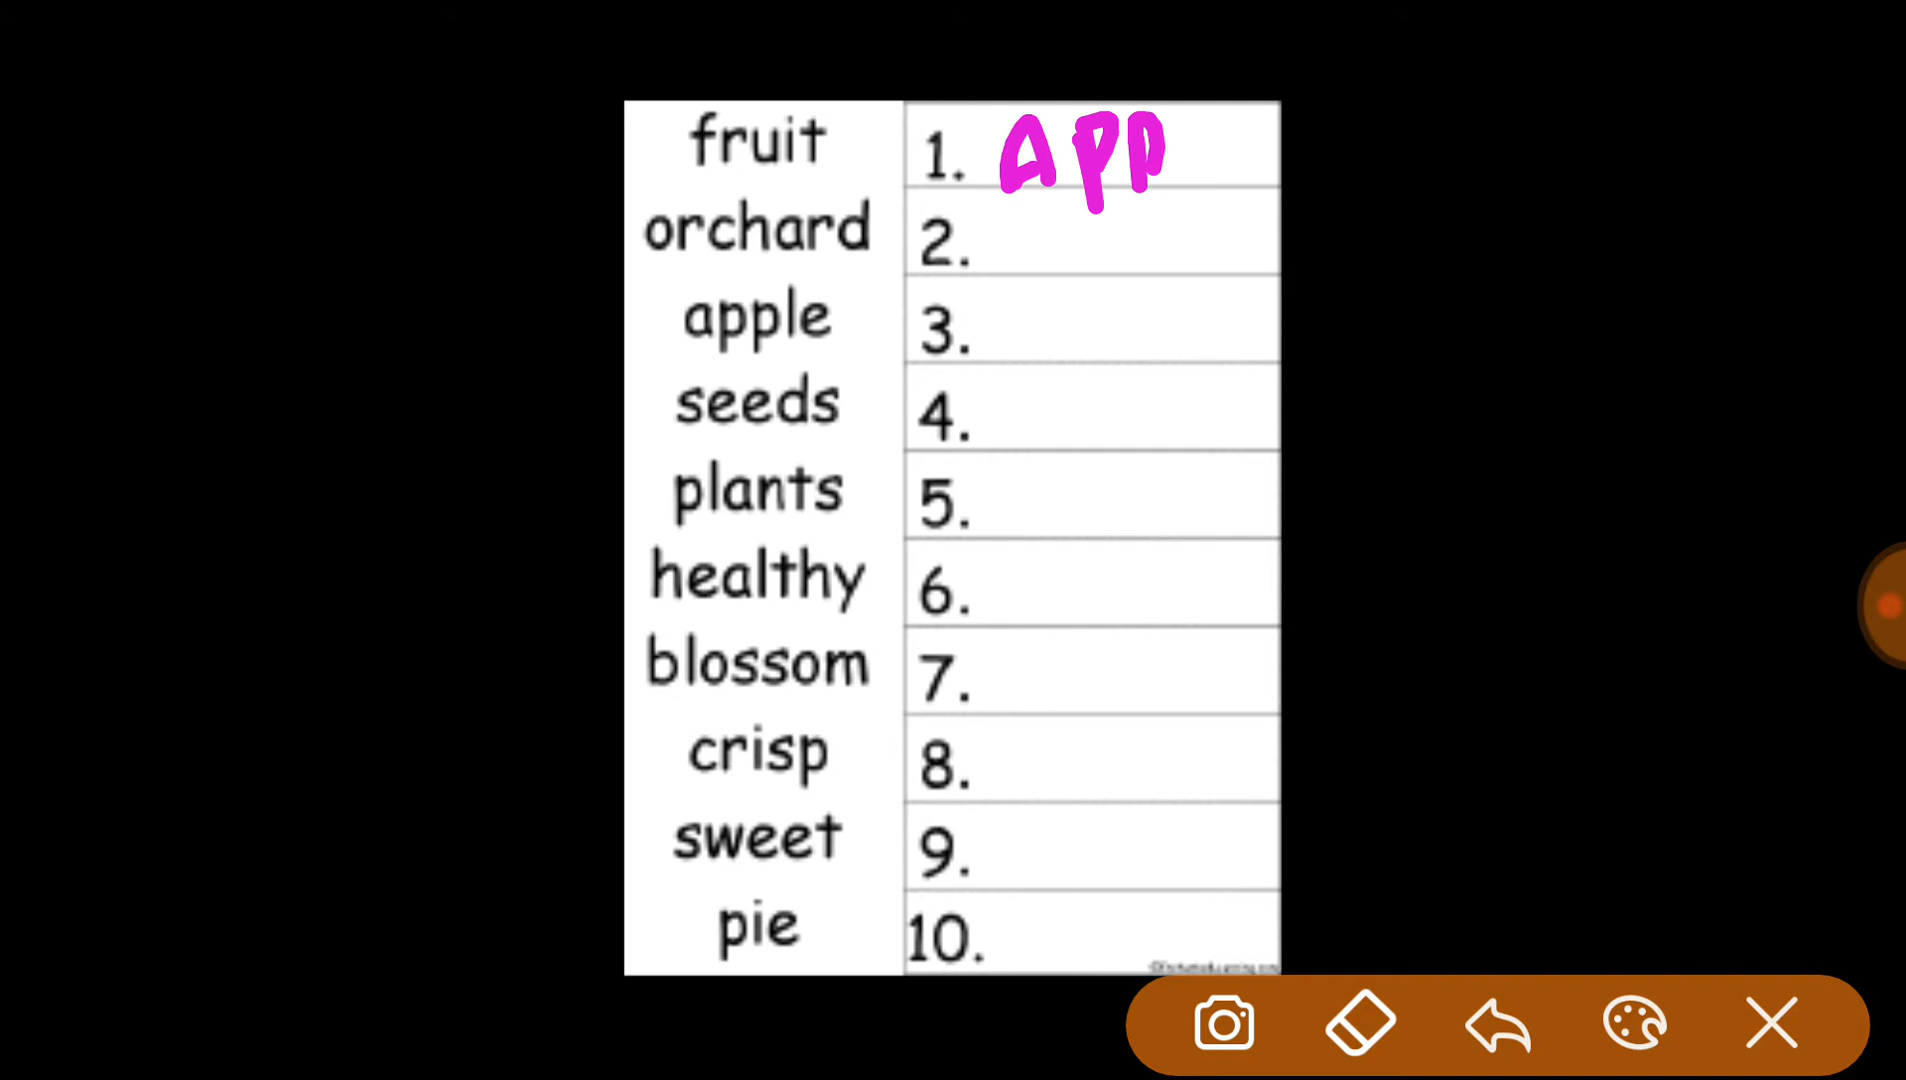 fruit
1. APP
orchard
2.
apple
3.
seeds
4.
plants
5.
healthy
6.
blossom
7.
crisp
8.
sweet
9.
pie
10.